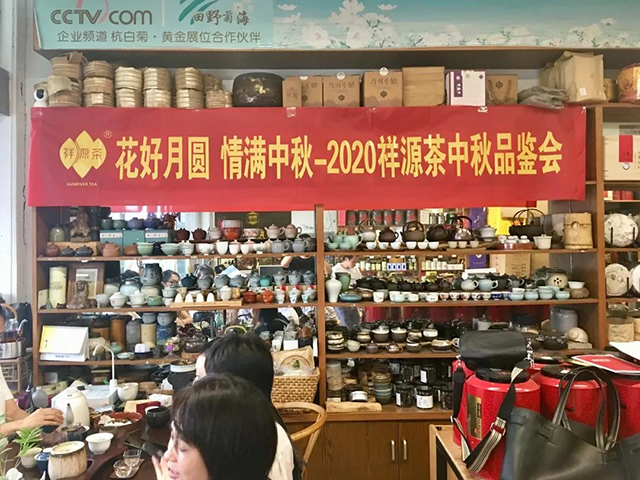 CCTV.com 田野前海
企业频道 杭白菊·黄金展位合作伙伴
祥源茶
®
SUNRIVER TEA
花好月圆 情满中秋-2020祥源茶中秋品鉴会